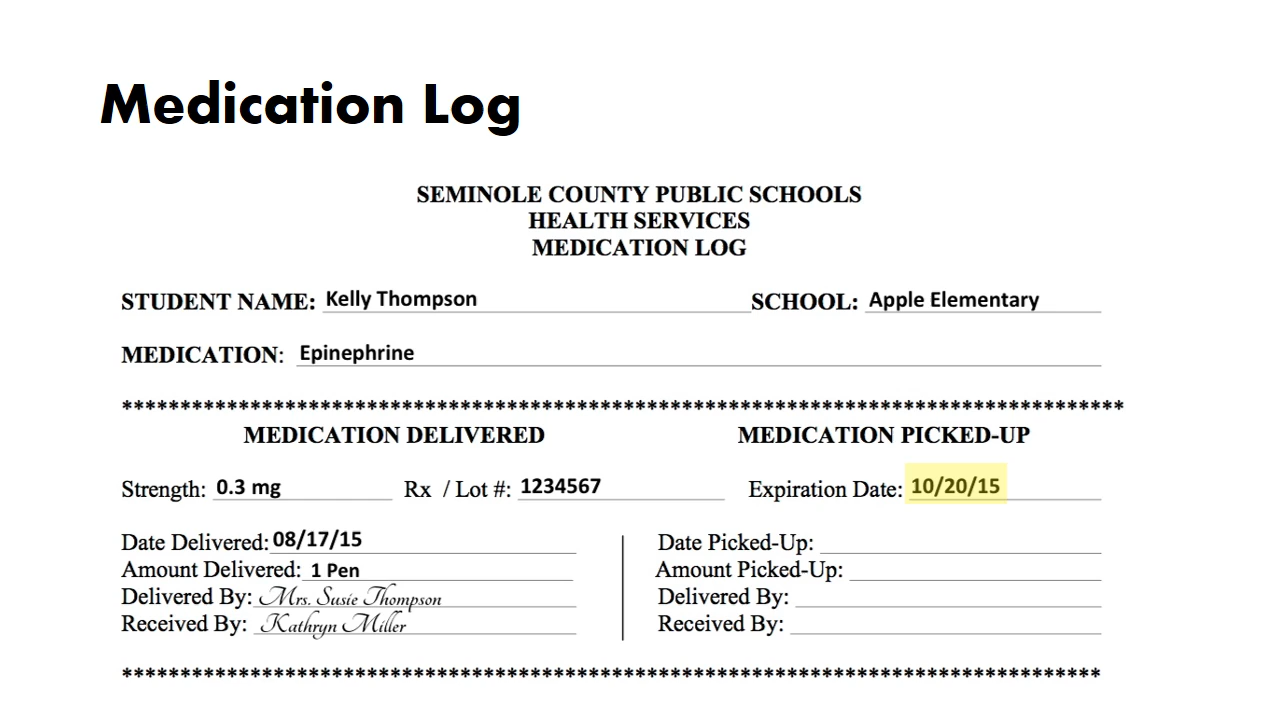 Medication Log
SEMINOLE COUNTY PUBLIC SCHOOLS
HEALTH SERVICES
MEDICATION LOG
STUDENT NAME: Kelly Thompson SCHOOL: Apple Elementary
MEDICATION: Epinephrine
*************************************************************************************
MEDICATION DELIVERED MEDICATION PICKED-UP
Strength: 0.3 mg Rx / Lot #: 1234567 Expiration Date: 10/20/15
Date Delivered: 08/17/15 Date Picked-Up:
Amount Delivered: 1 Pen Amount Picked-Up:
Delivered By: Mrs. Susie Thompson Delivered By:
Received By: Kathryn Miller Received By:
***********************************************************************************